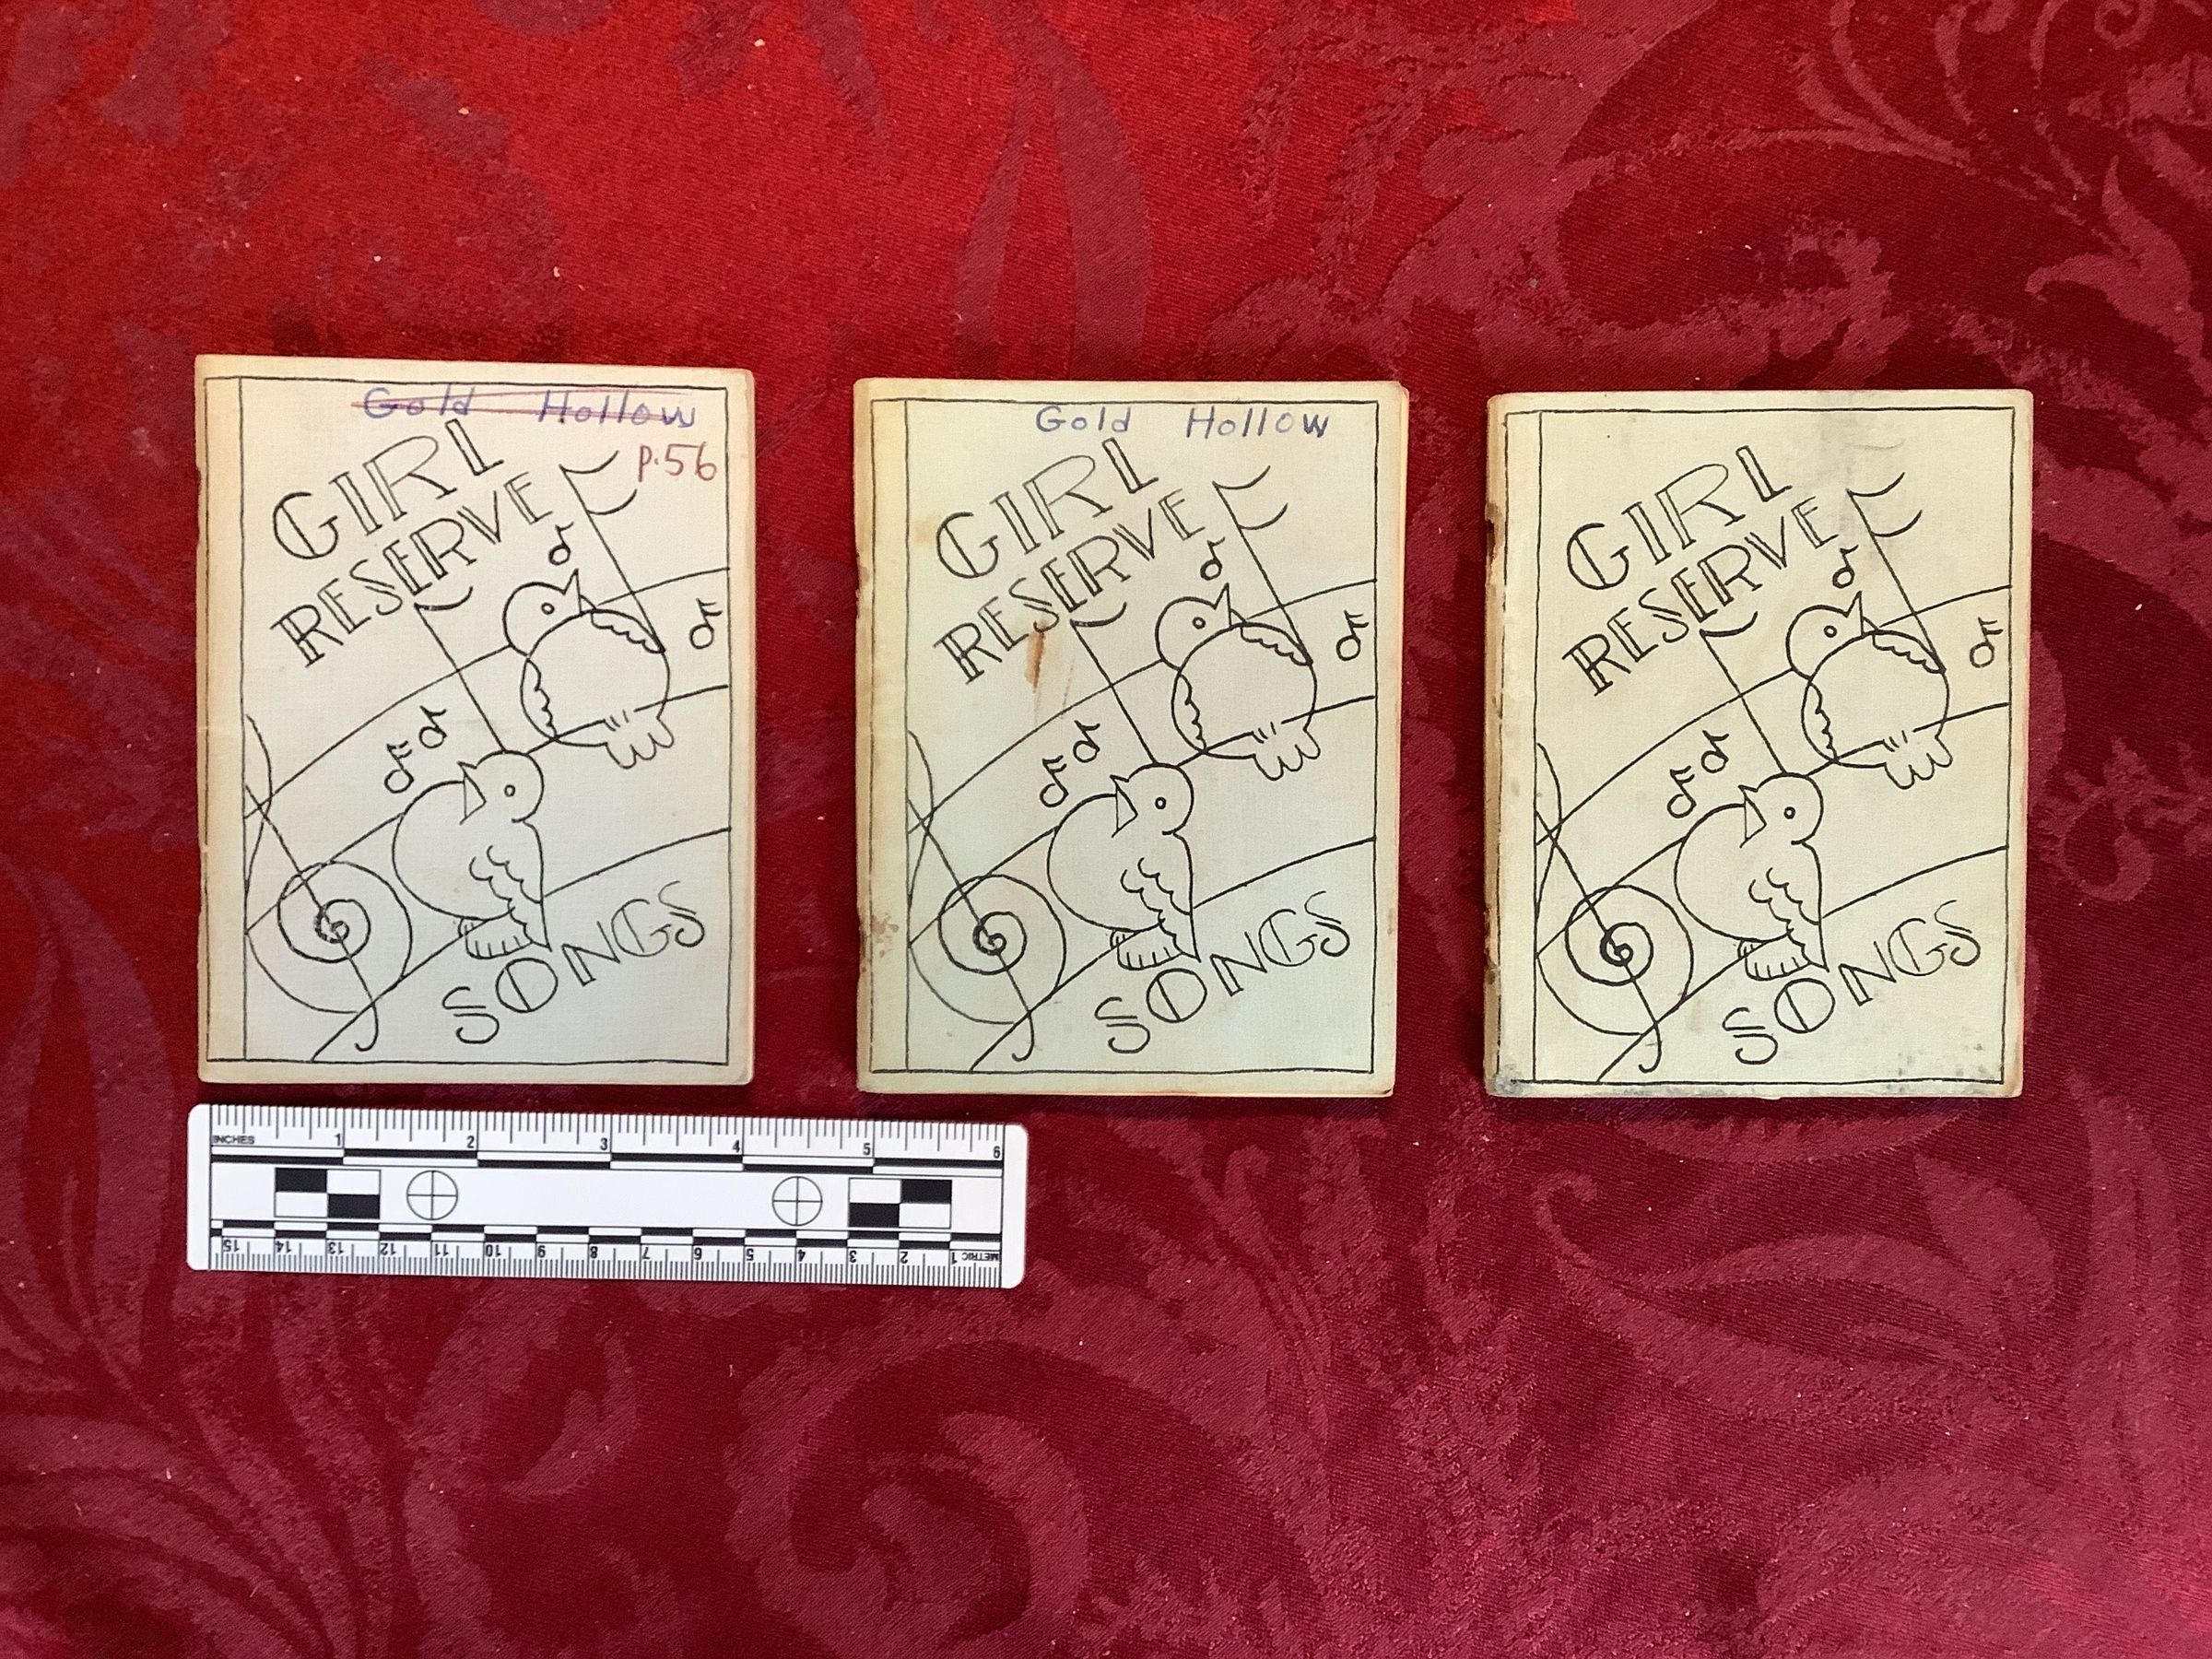 Gold Hollow
p.56
GIRL
RESERVE
SONGS
Gold Hollow
GIRL
RESERVE
SONGS
GIRL
RESERVE
SONGS
INCHES 1 2 3 4 5 6
15 14 13 12 11 10 9 8 7 6 5 4 3 2 1 METRIC